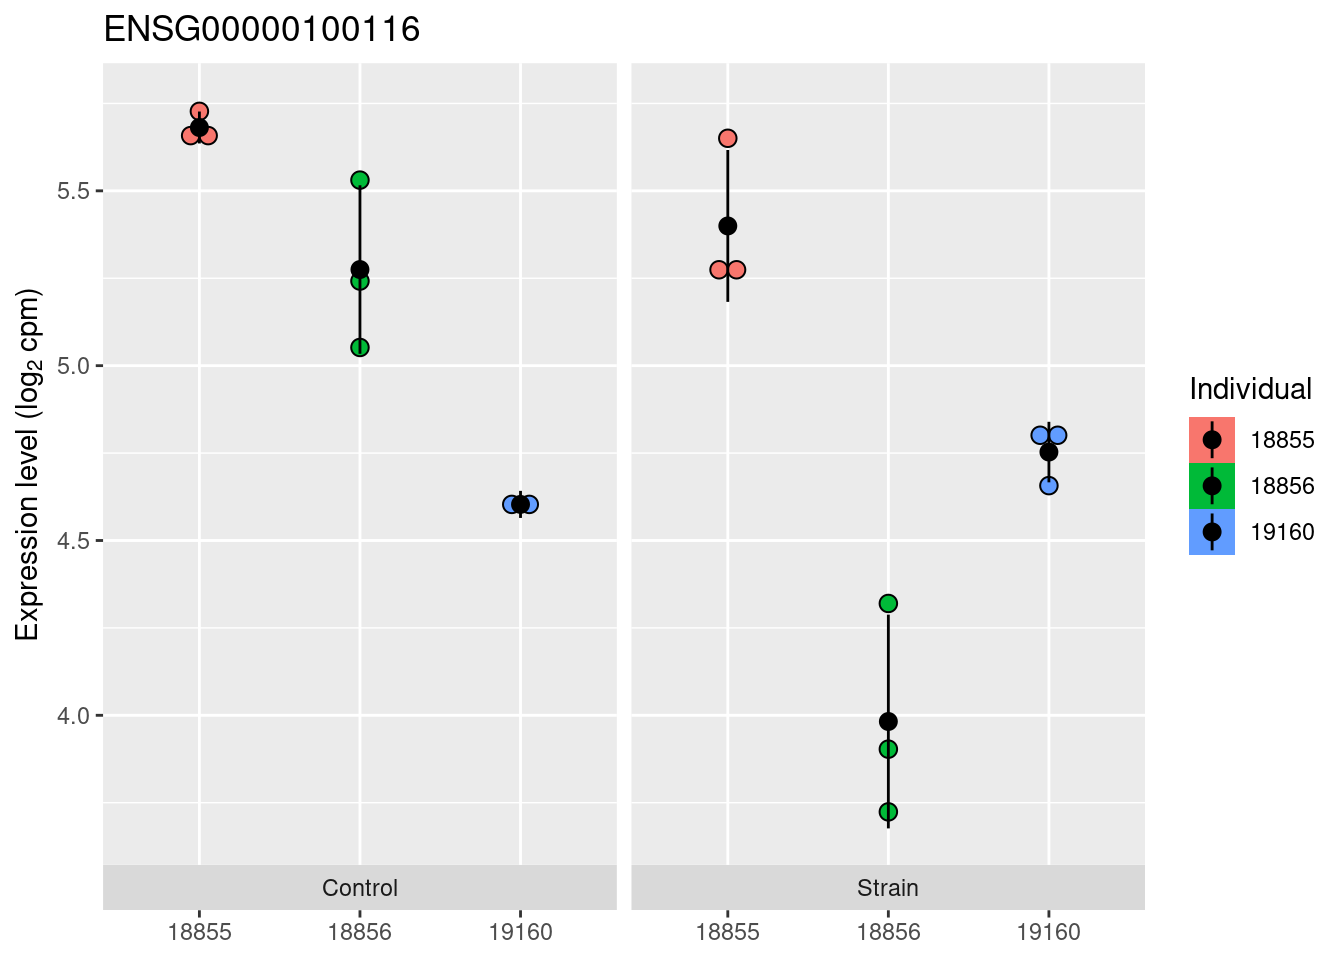 ENSG00000100116
Expression level (log2 cpm)
5.5
5.0
4.5
4.0
Control
Strain
18855
18856
19160
18855
18856
19160
Individual
18855
18856
19160